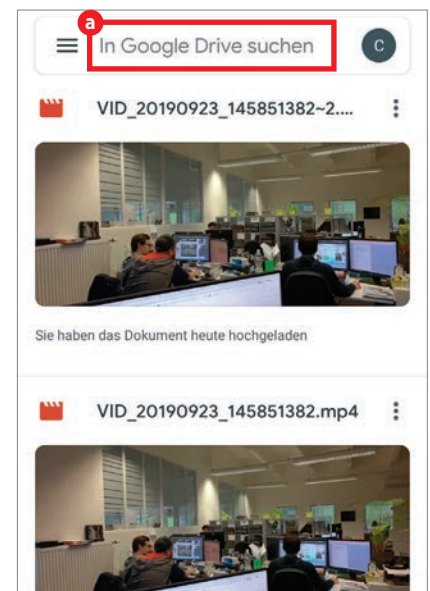 a
In Google Drive suchen
C
VID_20190923_145851382~2....
Sie haben das Dokument heute hochgeladen
VID_20190923_145851382.mp4